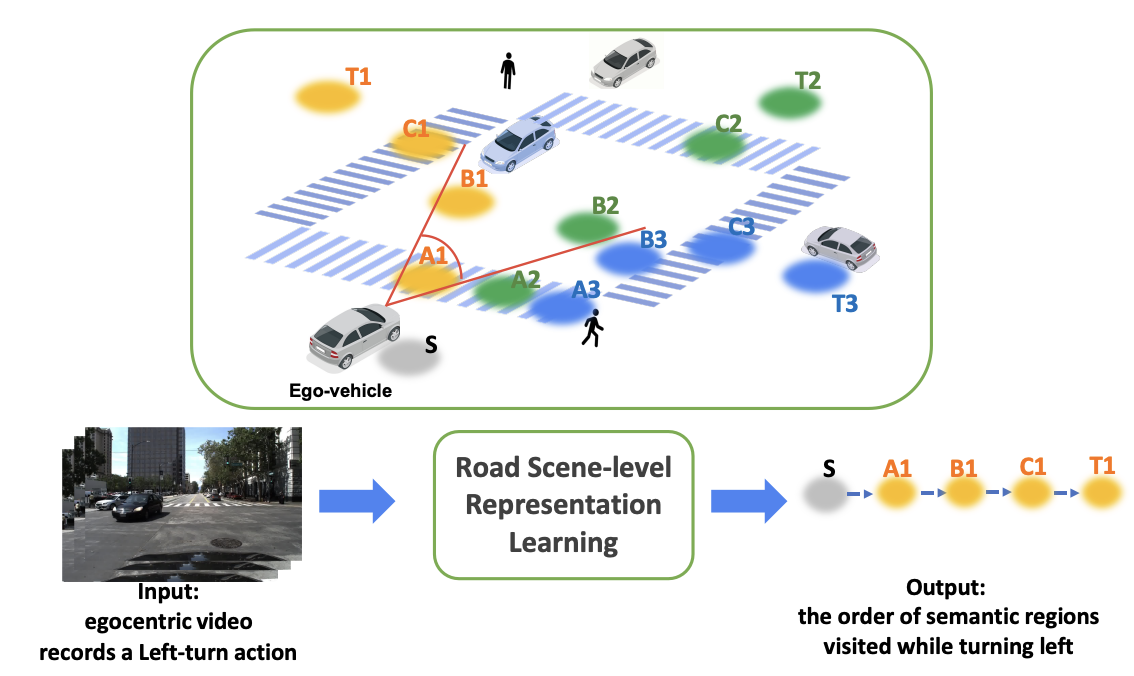 T1
T2
C1
C2
B1
B2
B3
C3
A1
A2
A3
T3
S
Ego-vehicle
Road Scene-level
Representation
Learning
S
A1
B1
C1
T1
Input:
egocentric video
records a Left-turn action
Output:
the order of semantic regions
visited while turning left